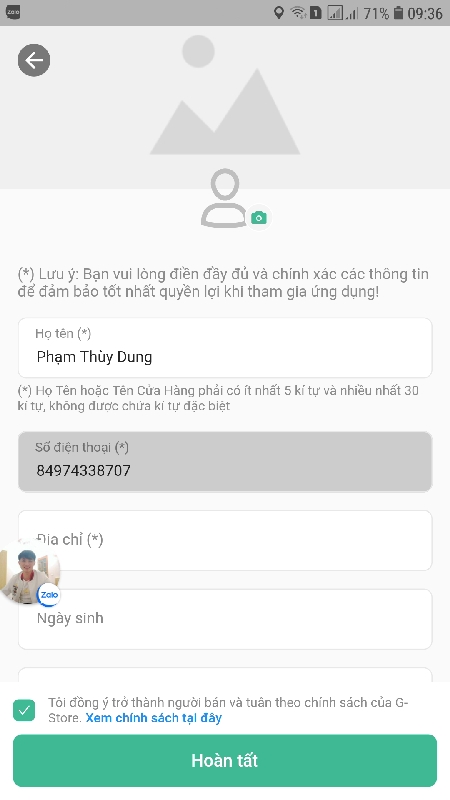 Zalo
1 71% 09:36
(*) Lưu ý: Bạn vui lòng điền đầy đủ và chính xác các thông tin
để đảm bảo tốt nhất quyền lợi khi tham gia ứng dụng!
Họ tên (*)
Phạm Thùy Dung
(*) Họ Tên hoặc Tên Cửa Hàng phải có ít nhất 5 kí tự và nhiều nhất 30
kí tự, không được chứa kí tự đặc biệt
Số điện thoại (*)
84974338707
Địa chỉ (*)
Zalo
Ngày sinh
Tôi đồng ý trở thành người bán và tuân theo chính sách của G-
Store. Xem chính sách tại đây
Hoàn tất